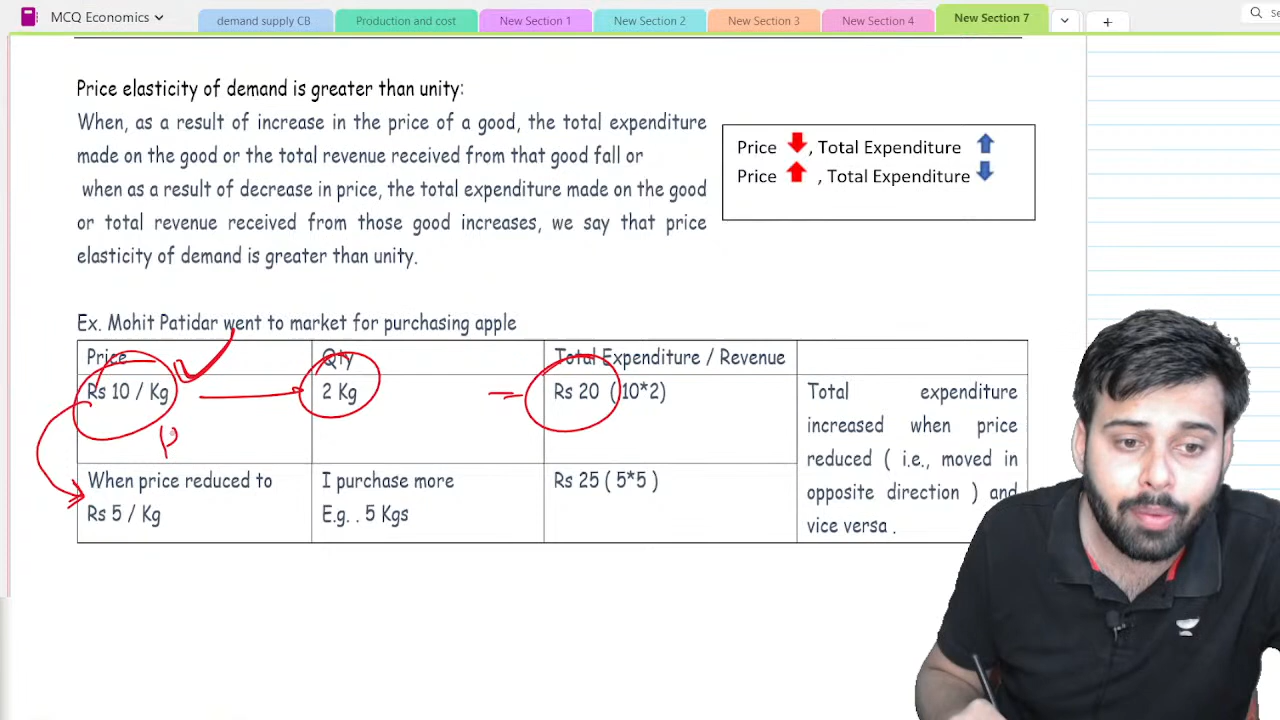 MCQ Economics
demand supply CB
Production and cost
New Section 1
New Section 2
New Section 3
New Section 4
New Section 7
+
Se
Price elasticity of demand is greater than unity:
When, as a result of increase in the price of a good, the total expenditure
made on the good or the total revenue received from that good fall or
when as a result of decrease in price, the total expenditure made on the good
or total revenue received from those good increases, we say that price
elasticity of demand is greater than unity.
Price , Total Expenditure
Price , Total Expenditure
Ex. Mohit Patidar went to market for purchasing apple
Price
Qty
Total Expenditure / Revenue
Rs 10 / Kg
2 Kg
= Rs 20 ( 10*2)
Total expenditure
increased when price
reduced ( i.e., moved in
opposite direction ) and
vice versa .
P
When price reduced to
Rs 5 / Kg
I purchase more
E.g. . 5 Kgs
Rs 25 ( 5*5 )